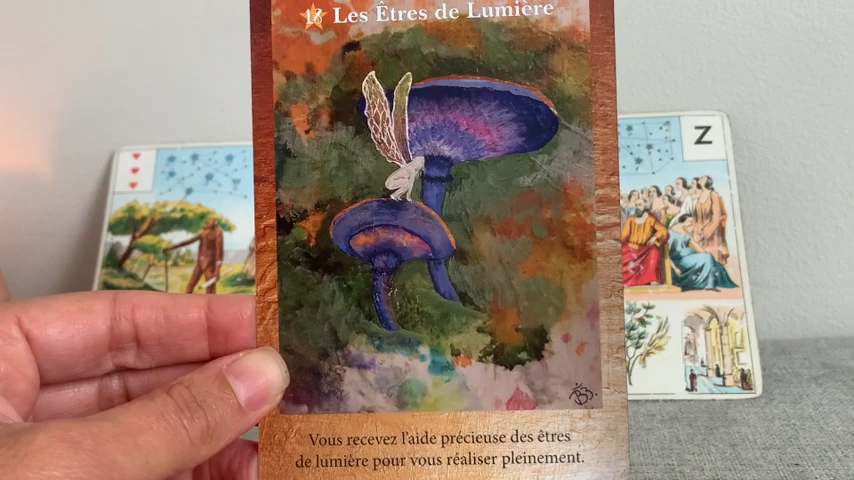 18 Les Êtres de Lumière
Z
Vous recevez l'aide précieuse des êtres
de lumière pour vous réaliser pleinement.